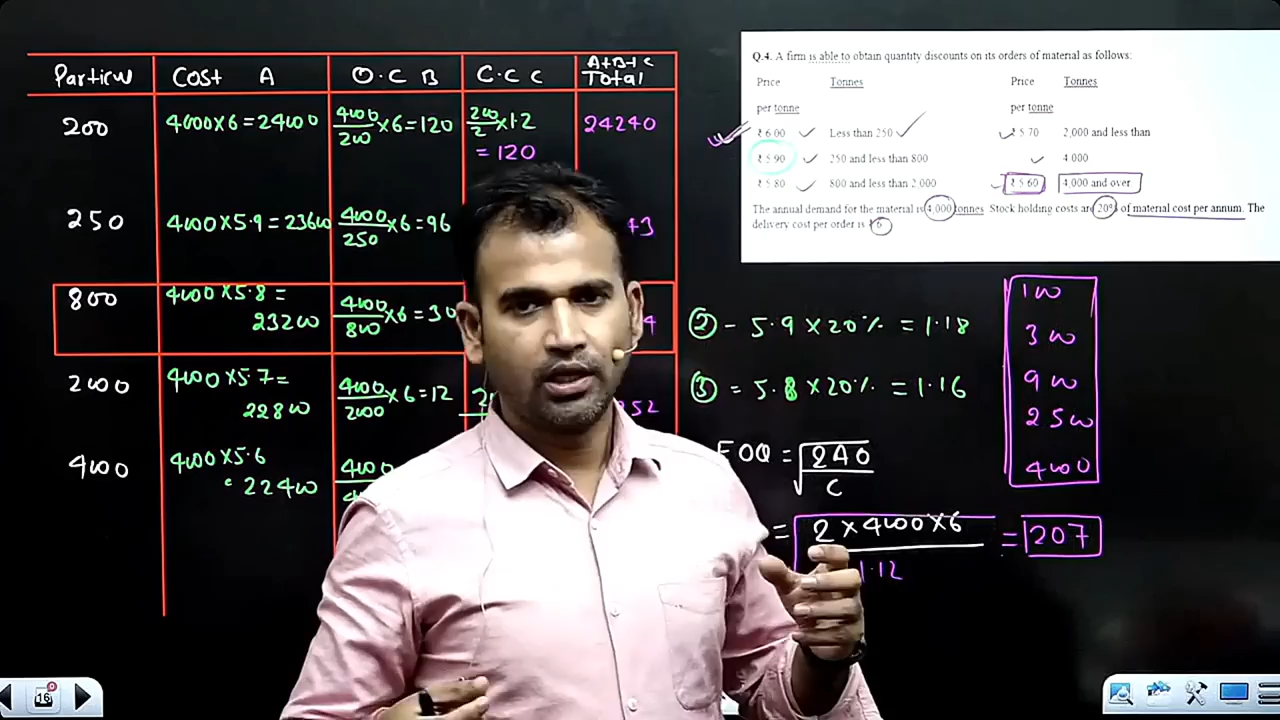 Particul Cost A O.C B C.C C A+B+C
Total
200 4000×6=24000 4000/200×6=120 200/2×1.2
=120 24240
250 4000×5.9=23600 4000/250×6=96 43
800 4000×5.8=
23200 4000/800×6=30 4
2000 4000×5.7=
22800 4000/2000×6=12 252
4000 4000×5.6
22400 4000
Q.4. A firm is able to obtain quantity discounts on its orders of material as follows:
Price Tonnes Price Tonnes
per tonne per tonne
₹ 6.00 Less than 250 ₹ 5.70 2,000 and less than
₹ 5.90 250 and less than 800 4 000
₹ 5.80 800 and less than 2,000 ₹ 5.60 4,000 and over
The annual demand for the material is 4,000 tonnes. Stock holding costs are 20% of material cost per annum. The
delivery cost per order is ₹ 6
② - 5.9 × 20% = 1.18
③ = 5.8 × 20% = 1.16
EOQ = √2AO/C
= 2×4000×6 = 207
1.12
100
300
900
2500
4000
16